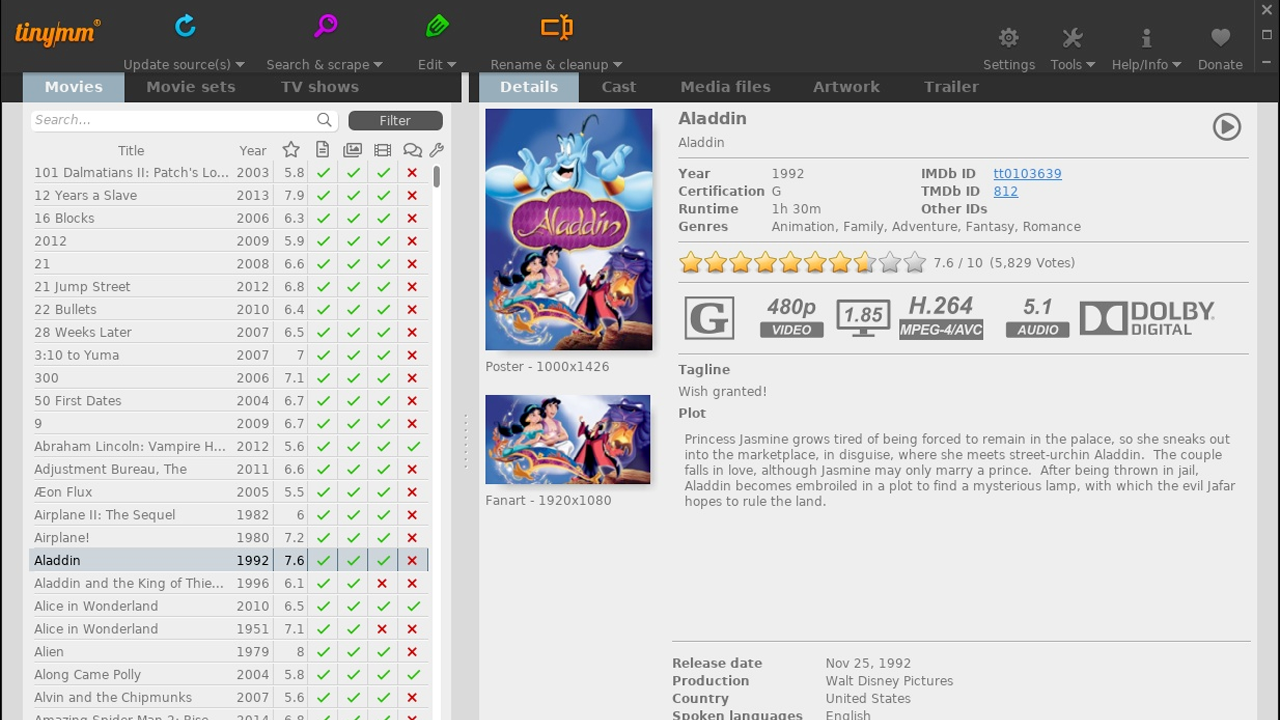 tinymm®
Update source(s)
Search & scrape
Edit
Rename & cleanup
Settings
Tools
Help/Info
Donate
Movies
Movie sets
TV shows
Details
Cast
Media files
Artwork
Trailer
Search...
Filter
Title Year
101 Dalmatians II: Patch's Lo... 2003 5.8
12 Years a Slave 2013 7.9
16 Blocks 2006 6.3
2012 2009 5.9
21 2008 6.6
21 Jump Street 2012 6.8
22 Bullets 2010 6.4
28 Weeks Later 2007 6.5
3:10 to Yuma 2007 7
300 2006 7.1
50 First Dates 2004 6.7
9 2009 6.7
Abraham Lincoln: Vampire H... 2012 5.6
Adjustment Bureau, The 2011 6.6
Æon Flux 2005 5.5
Airplane II: The Sequel 1982 6
Airplane! 1980 7.2
Aladdin 1992 7.6
Aladdin and the King of Thie... 1996 6.1
Alice in Wonderland 2010 6.5
Alice in Wonderland 1951 7.1
Alien 1979 8
Along Came Polly 2004 5.8
Alvin and the Chipmunks 2007 5.6
Amazing Spider-Man 2: Rise... 2014 6.8
Aladdin
Poster - 1000x1426
Fanart - 1920x1080
Aladdin
Aladdin
Year 1992 IMDb ID tt0103639
Certification G TMDb ID 812
Runtime 1h 30m Other IDs
Genres Animation, Family, Adventure, Fantasy, Romance
7.6 / 10 (5,829 Votes)
G
480p
VIDEO
1.85
H.264
MPEG-4/AVC
5.1
AUDIO
DOLBY
DIGITAL
Tagline
Wish granted!
Plot
Princess Jasmine grows tired of being forced to remain in the palace, so she sneaks out
into the marketplace, in disguise, where she meets street-urchin Aladdin. The couple
falls in love, although Jasmine may only marry a prince. After being thrown in jail,
Aladdin becomes embroiled in a plot to find a mysterious lamp, with which the evil Jafar
hopes to rule the land.
Release date Nov 25, 1992
Production Walt Disney Pictures
Country United States
Spoken languages English